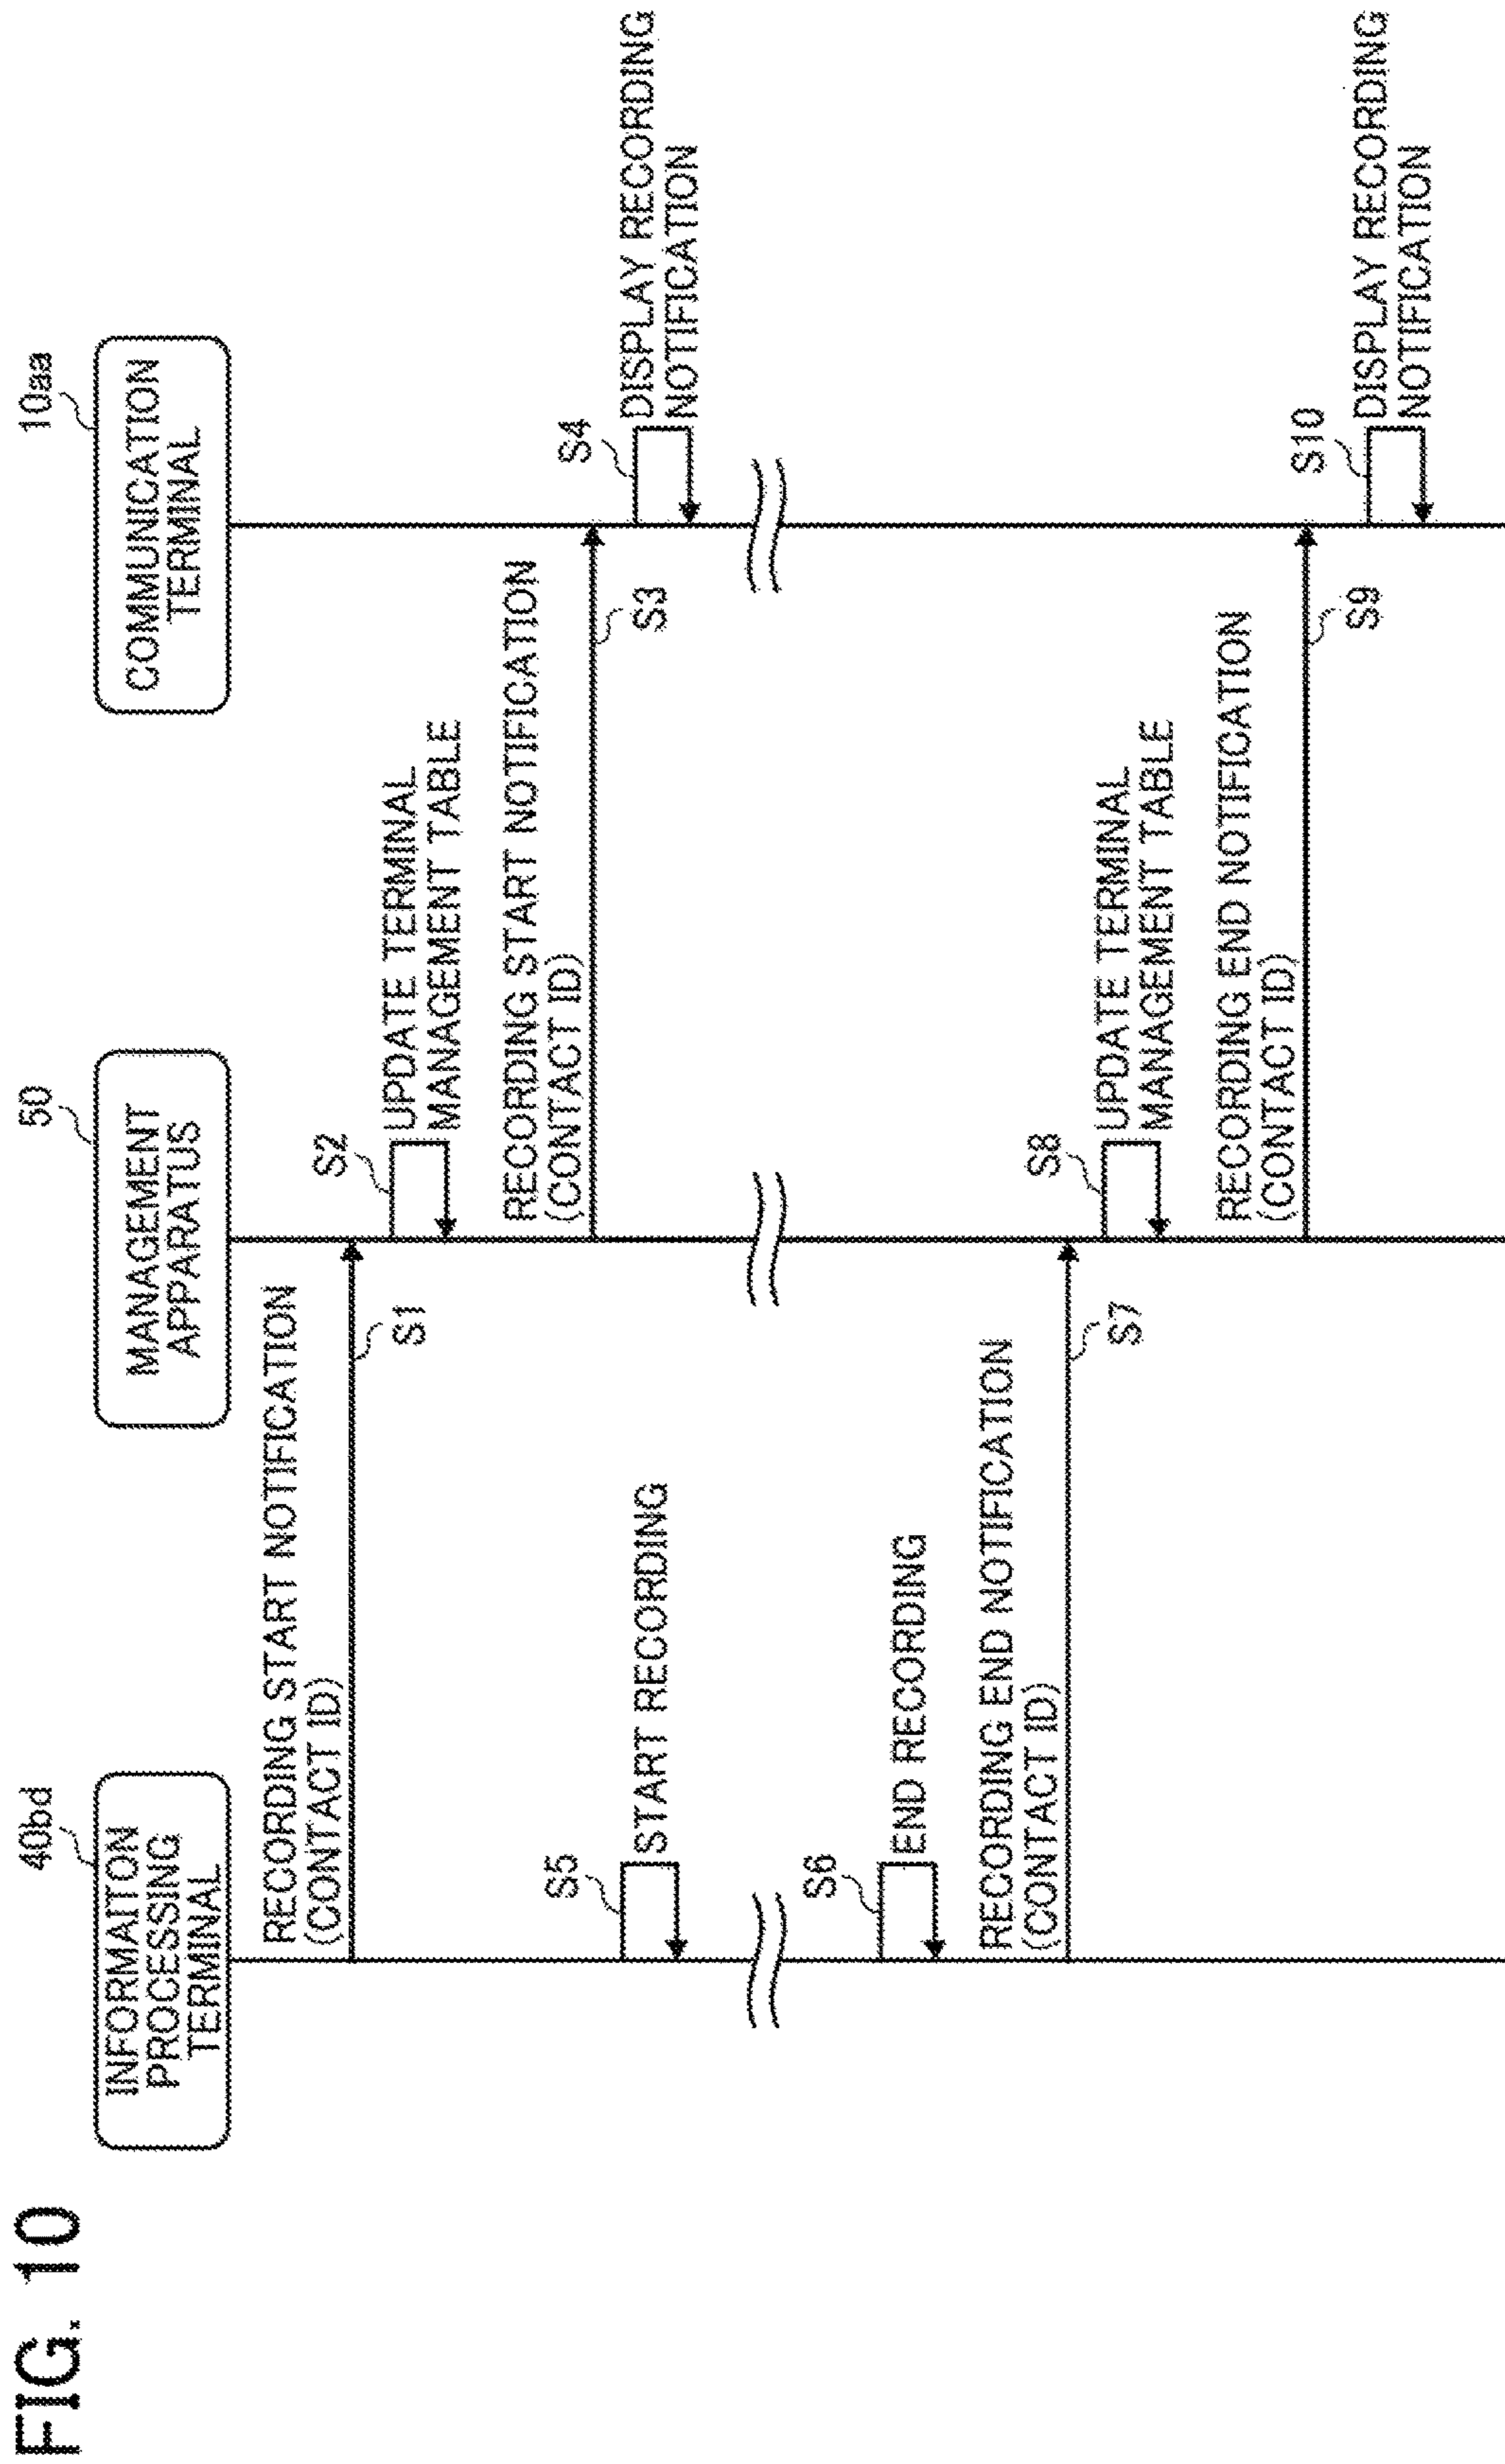 FIG. 10
40bd
INFORMAITON
PROCESSING
TERMINAL
50
MANAGEMENT
APPARATUS
10aa
COMMUNICATION
TERMINAL
RECORDING START NOTIFICATION
(CONTACT ID)
S1
S2
UPDATE TERMINAL
MANAGEMENT TABLE
RECORDING START NOTIFICATION
(CONTACT ID)
S3
S4
DISPLAY RECORDING
NOTIFICATION
S5
START RECORDING
S6
END RECORDING
RECORDING END NOTIFICATION
(CONTACT ID)
S7
S8
UPDATE TERMINAL
MANAGEMENT TABLE
RECORDING END NOTIFICATION
(CONTACT ID)
S9
S10
DISPLAY RECORDING
NOTIFICATION